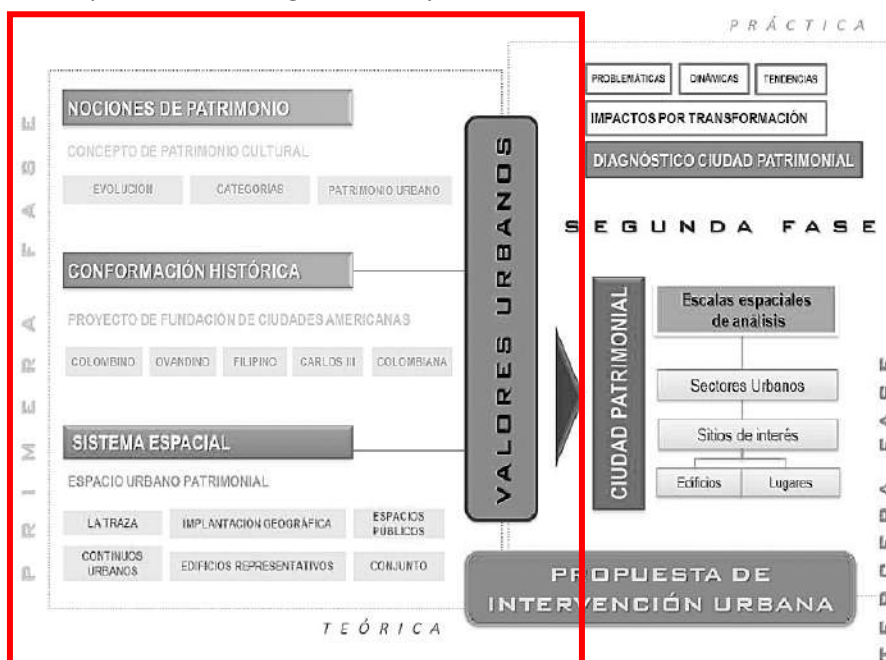 PRÁCTICA
PRIMERA FASE
NOCIONES DE PATRIMONIO
CONCEPTO DE PATRIMONIO CULTURAL
EVOLUCION
CATEGORÍAS
PATRIMONIO URBANO
CONFORMACIÓN HISTÓRICA
PROYECTO DE FUNDACIÓN DE CIUDADES AMERICANAS
COLOMBINO
OVANDINO
FILIPINO
CARLOS III
COLOMBIANA
SISTEMA ESPACIAL
ESPACIO URBANO PATRIMONIAL
LA TRAZA
IMPLANTACIÓN GEOGRÁFICA
ESPACIOS
PÚBLICOS
CONTINUOS
URBANOS
EDIFICIOS REPRESENTATIVOS
CONJUNTO
TEÓRICA
VALORES URBANOS
PROBLEMÁTICAS
DINÁMICAS
TENDENCIAS
IMPACTOS POR TRANSFORMACIÓN
DIAGNÓSTICO CIUDAD PATRIMONIAL
SEGUNDA FASE
CIUDAD PATRIMONIAL
Escalas espaciales
de análisis
Sectores Urbanos
Sitios de interés
Edificios
Lugares
PROPUESTA DE
INTERVENCIÓN URBANA